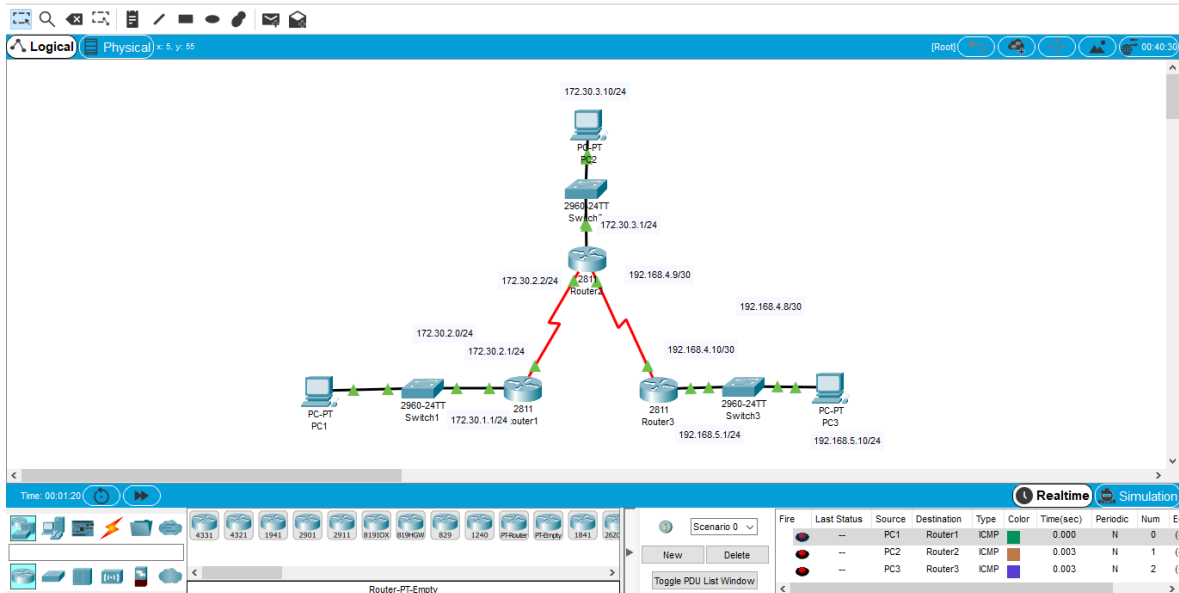 Logical
Physical
x: 5, y: 55
[Root]
00:40:30
172.30.3.10/24
PC-PT
PC2
2960-24TT
172.30.3.1/24
172.30.2.2/24
192.168.4.9/30
2811
Router2
192.168.4.8/30
172.30.2.0/24
172.30.2.1/24
192.168.4.10/30
PC-PT
PC1
2960-24TT
Switch1
172.30.1.1/24
2811
outer1
2811
Router3
2960-24TT
Switch3
PC-PT
PC3
192.168.5.1/24
192.168.5.10/24
Time: 00:01:20
Realtime
Simulation
4331
4321
1941
2901
2911
819IOX
819HGW
829
1240
PT-Router
PT-Empty
1841
262
Router-PT-Empty
Scenario 0
New
Delete
Toggle PDU List Window
Fire Last Status Source Destination Type Color Time(sec) Periodic Num E
-- PC1 Router1 ICMP 0.000 N 0 (
-- PC2 Router2 ICMP 0.003 N 1 (
-- PC3 Router3 ICMP 0.003 N 2 (